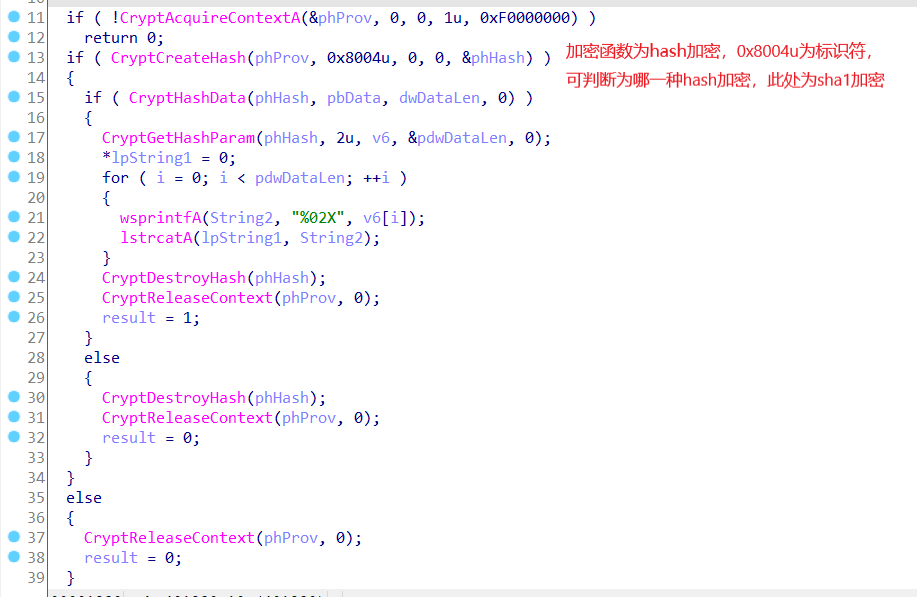 11 if ( !CryptAcquireContextA(&phProv, 0, 0, 1u, 0xF0000000) )
12 return 0;
13 if ( CryptCreateHash(phProv, 0x8004u, 0, 0, &phHash) )
加密函数为hash加密，0x8004u为标识符，
可判断为哪一种hash加密，此处为sha1加密
14 {
15 if ( CryptHashData(phHash, pbData, dwDataLen, 0) )
16 {
17 CryptGetHashParam(phHash, 2u, v6, &pdwDataLen, 0);
18 *lpString1 = 0;
19 for ( i = 0; i < pdwDataLen; ++i )
20 {
21 wsprintfA(String2, "%02X", v6[i]);
22 lstrcatA(lpString1, String2);
23 }
24 CryptDestroyHash(phHash);
25 CryptReleaseContext(phProv, 0);
26 result = 1;
27 }
28 else
29 {
30 CryptDestroyHash(phHash);
31 CryptReleaseContext(phProv, 0);
32 result = 0;
33 }
34 }
35 else
36 {
37 CryptReleaseContext(phProv, 0);
38 result = 0;
39 }